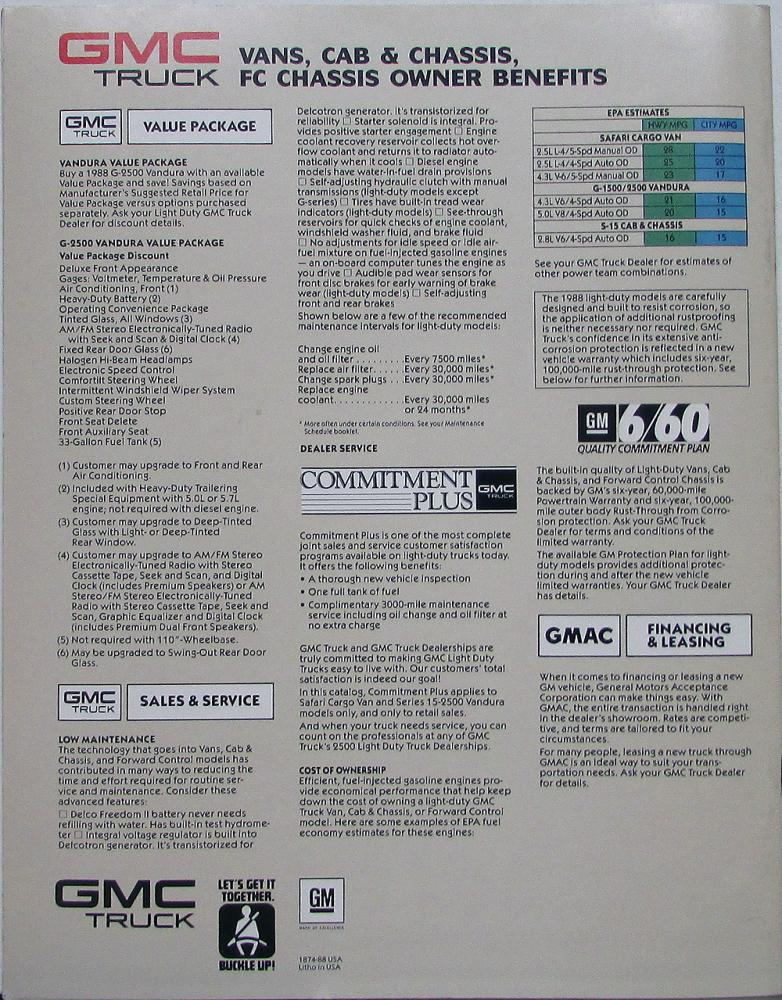 GMC
TRUCK
VANS, CAB & CHASSIS,
FC CHASSIS OWNER BENEFITS
GMC
TRUCK
VALUE PACKAGE
VANDURA VALUE PACKAGE
Buy a 1988 G-2500 Vandura with an available
Value Package and save! Savings based on
Manufacturer's Suggested Retail Price for
Value Package versus options purchased
separately. Ask your Light Duty GMC Truck
Dealer for discount details.
G-2500 VANDURA VALUE PACKAGE
Value Package Discount
Deluxe Front Appearance
Gages: Voltmeter, Temperature & Oil Pressure
Air Conditioning, Front (1)
Heavy-Duty Battery (2)
Operating Convenience Package
Tinted Glass, All Windows (3)
AM/FM Stereo Electronically-Tuned Radio
with Seek and Scan & Digital Clock (4)
Fixed Rear Door Glass (6)
Halogen Hi-Beam Headlamps
Electronic Speed Control
Comfortilt Steering Wheel
Intermittent Windshield Wiper System
Custom Steering Wheel
Positive Rear Door Stop
Front Seat Delete
Front Auxiliary Seat
33-Gallon Fuel Tank (5)
(1) Customer may upgrade to Front and Rear
Air Conditioning.
(2) Included with Heavy-Duty Trailering
Special Equipment with 5.0L or 5.7L
engine; not required with diesel engine.
(3) Customer may upgrade to Deep-Tinted
Glass with Light- or Deep-Tinted
Rear Window.
(4) Customer may upgrade to AM/FM Stereo
Electronically-Tuned Radio with Stereo
Cassette Tape, Seek and Scan, and Digital
Clock (includes Premium Speakers) or AM
Stereo/FM Stereo Electronically-Tuned
Radio with Stereo Cassette Tape, Seek and
Scan, Graphic Equalizer and Digital Clock
(includes Premium Dual Front Speakers).
(5) Not required with 110"-Wheelbase.
(6) May be upgraded to Swing-Out Rear Door
Glass.
GMC
TRUCK
SALES & SERVICE
LOW MAINTENANCE
The technology that goes into Vans, Cab &
Chassis, and Forward Control models has
contributed in many ways to reducing the
time and effort required for routine ser-
vice and maintenance. Consider these
advanced features:
☐ Delco Freedom II battery never needs
refilling with water. Has built-in test hydrome-
ter ☐ Integral voltage regulator is built into
Delcotron generator. It's transistorized for
Delcotron generator. It's transistorized for
reliability ☐ Starter solenoid is integral. Pro-
vides positive starter engagement ☐ Engine
coolant recovery reservoir collects hot over-
flow coolant and returns it to radiator auto-
matically when it cools ☐ Diesel engine
models have water-in-fuel drain provisions
☐ Self-adjusting hydraulic clutch with manual
transmissions (light-duty models except
G-series) ☐ Tires have built-in tread wear
indicators (light-duty models) ☐ See-through
reservoirs for quick checks of engine coolant,
windshield washer fluid, and brake fluid
☐ No adjustments for idle speed or idle air-
fuel mixture on fuel-injected gasoline engines
— an on-board computer tunes the engine as
you drive ☐ Audible pad wear sensors for
front disc brakes for early warning of brake
wear (light-duty models) ☐ Self-adjusting
front and rear brakes
Shown below are a few of the recommended
maintenance intervals for light-duty models:
Change engine oil
and oil filter . . . . . . . . . Every 7500 miles*
Replace air filter. . . . . . Every 30,000 miles*
Change spark plugs . . . Every 30,000 miles*
Replace engine
coolant. . . . . . . . . . . . . Every 30,000 miles
or 24 months*
* More often under certain conditions. See your Maintenance
Schedule booklet.
DEALER SERVICE
COMMITMENT
PLUS
GMC
TRUCK
Commitment Plus is one of the most complete
joint sales and service customer satisfaction
programs available on light-duty trucks today.
It offers the following benefits:
• A thorough new vehicle inspection
• One full tank of fuel
• Complimentary 3000-mile maintenance
service including oil change and oil filter at
no extra charge
GMC Truck and GMC Truck Dealerships are
truly committed to making GMC Light Duty
Trucks easy to live with. Our customers' total
satisfaction is indeed our goal!
In this catalog, Commitment Plus applies to
Safari Cargo Van and Series 15-2500 Vandura
models only, and only to retail sales.
And when your truck needs service, you can
count on the professionals at any of GMC
Truck's 2500 Light Duty Truck Dealerships.
COST OF OWNERSHIP
Efficient, fuel-injected gasoline engines pro-
vide economical performance that help keep
down the cost of owning a light-duty GMC
Truck Van, Cab & Chassis, or Forward Control
model. Here are some examples of EPA fuel
economy estimates for these engines:
EPA ESTIMATES
HWY MPG CITY MPG
SAFARI CARGO VAN
2.5L L-4/5-Spd Manual OD 28 22
2.5L L-4/4-Spd Auto OD 25 20
4.3L V6/5-Spd Manual OD 23 17
G-1500/2500 VANDURA
4.3L V6/4-Spd Auto OD 21 16
5.0L V8/4-Spd Auto OD 20 15
S-15 CAB & CHASSIS
2.8L V6/4-Spd Auto OD 16 15
See your GMC Truck Dealer for estimates of
other power team combinations.
The 1988 light-duty models are carefully
designed and built to resist corrosion, so
the application of additional rustproofing
is neither necessary nor required. GMC
Truck's confidence in its extensive anti-
corrosion protection is reflected in a new
vehicle warranty which includes six-year,
100,000-mile rust-through protection. See
below for further information.
GM 6/60
QUALITY COMMITMENT PLAN
The built-in quality of Light-Duty Vans, Cab
& Chassis, and Forward Control Chassis is
backed by GM's six-year, 60,000-mile
Powertrain Warranty and six-year, 100,000-
mile outer body Rust-Through from Corro-
sion protection. Ask your GMC Truck
Dealer for terms and conditions of the
limited warranty.
The available GM Protection Plan for light-
duty models provides additional protec-
tion during and after the new vehicle
limited warranties. Your GMC Truck Dealer
has details.
GMAC
FINANCING
& LEASING
When it comes to financing or leasing a new
GM vehicle, General Motors Acceptance
Corporation can make things easy. With
GMAC, the entire transaction is handled right
in the dealer's showroom. Rates are competi-
tive, and terms are tailored to fit your
circumstances.
For many people, leasing a new truck through
GMAC is an ideal way to suit your trans-
portation needs. Ask your GMC Truck Dealer
for details.
GMC
TRUCK
LET'S GET IT
TOGETHER.
BUCKLE UP!
GM
MARK OF EXCELLENCE
1874-88 USA
Litho in USA